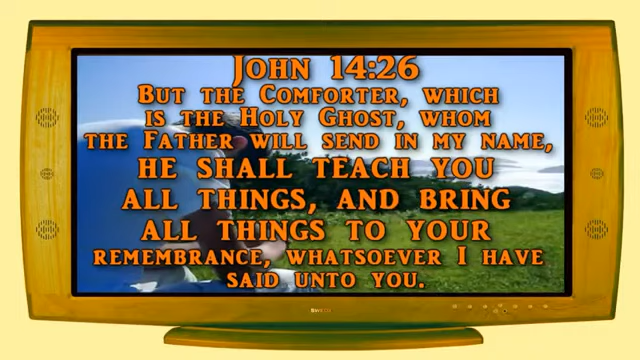 John 14:26
But the Comforter, which
is the Holy Ghost, whom
the Father will send in my name,
he shall teach you
all things, and bring
all things to your
remembrance, whatsoever I have
said unto you.